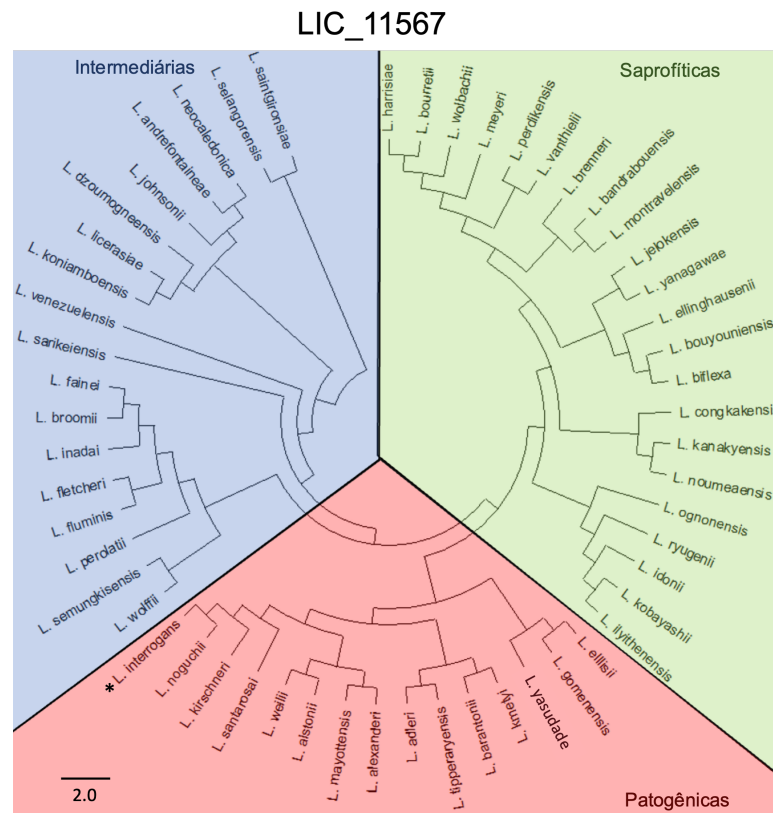 LIC_11567
Intermediárias
Saprofíticas
L. saintgironsiae
L. selangorensis
L. neocaledonica
L. andrefontaineae
L. johnsonii
L. dzoumogneensis
L. licerasiae
L. koniamboensis
L. venezuelensis
L. sarikeiensis
L. fainei
L. broomii
L. inadai
L. fletcheri
L. fluminis
L. perolatii
L. semungkisensis
L. wolffii
L. harrisiae
L. bourretii
L. wolbachii
L. meyeri
L. perdikensis
L. vanthielii
L. brenneri
L. bandrabouensis
L. montravelensis
L. jelokensis
L. yanagawae
L. ellinghausenii
L. bouyouniensis
L. biflexa
L. congkakensi
L. kanakyensis
L. noumeaensis
L. ognonensis
L. ryugenii
L. idonii
L. kobayashii
L. ilyithenensis
L. elllsii
L. gomenensis
L. yasudade
L. kmetyi
L. barantonii
L. tipperaryensis
L. adleri
L. alexanderi
L. mayottensis
L. alstonii
L. weilii
L. santarosai
L. kirschneri
L. noguchii
* L. interrogans
2.0
Patogênicas